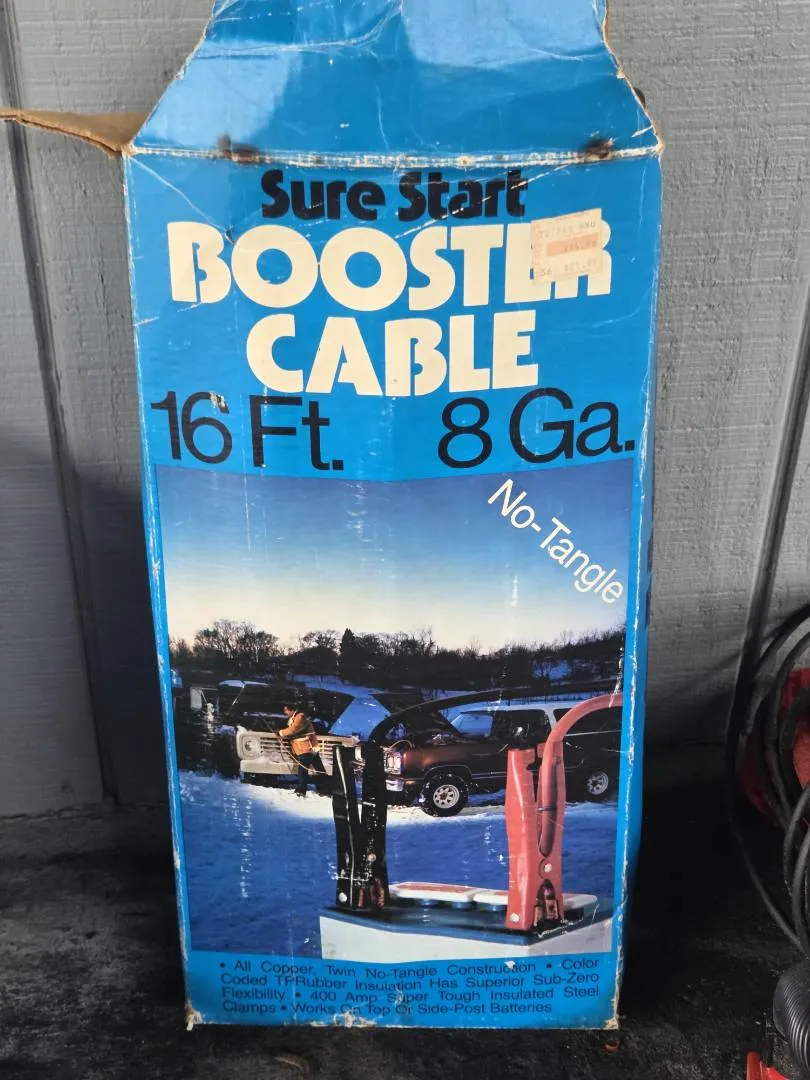 Sure Start
BOOSTER
CABLE
16 Ft. 8 Ga.
No-Tangle
• All Copper, Twin No-Tangle Construction • Color
Coded TPRubber Insulation Has Superior Sub-Zero
Flexibility • 400 Amp Super Tough Insulated Steel
Clamps • Works On Top Or Side-Post Batteries